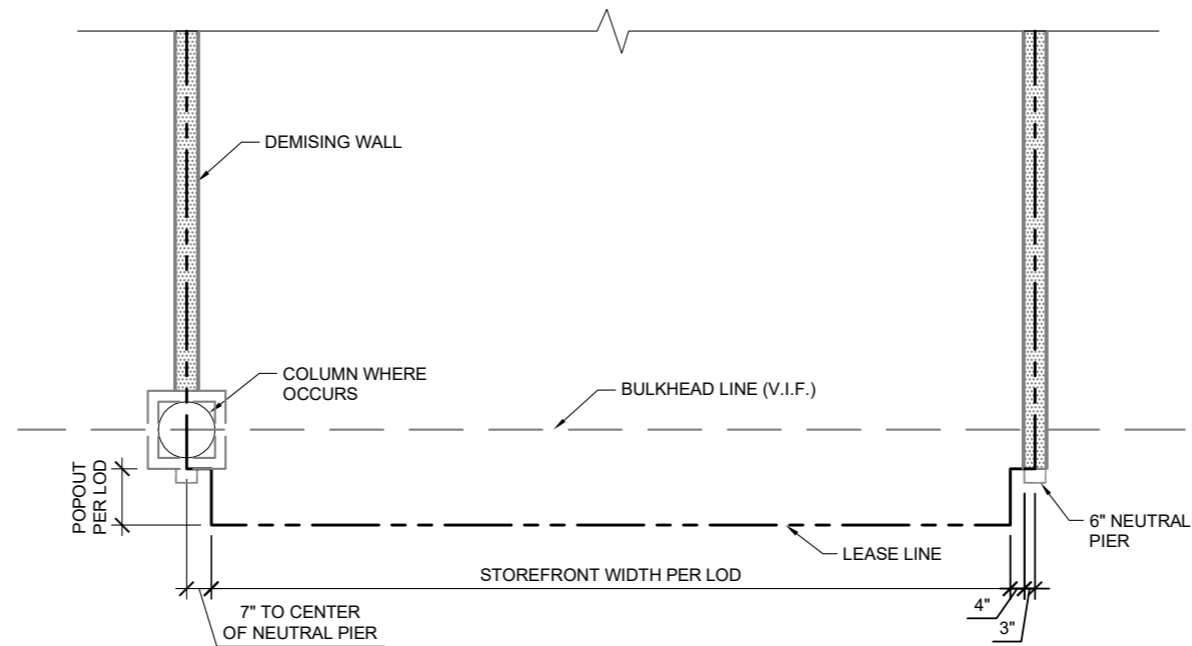 DEMISING WALL
COLUMN WHERE
OCCURS
BULKHEAD LINE (V.I.F.)
POPOUT
PER LOD
6" NEUTRAL
PIER
LEASE LINE
STOREFRONT WIDTH PER LOD
7" TO CENTER
OF NEUTRAL PIER
4"
3"